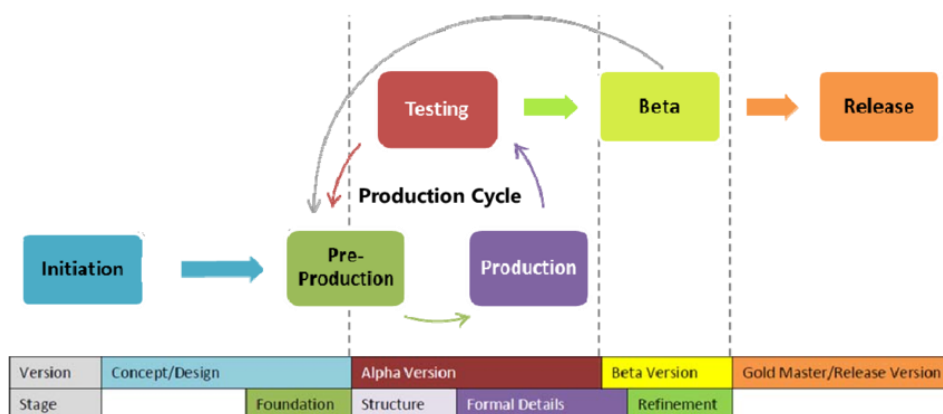 Testing
Beta
Release
Production Cycle
Initiation
Pre-
Production
Production
Version Concept/Design Alpha Version Beta Version Gold Master/Release Version
Stage Foundation Structure Formal Details Refinement